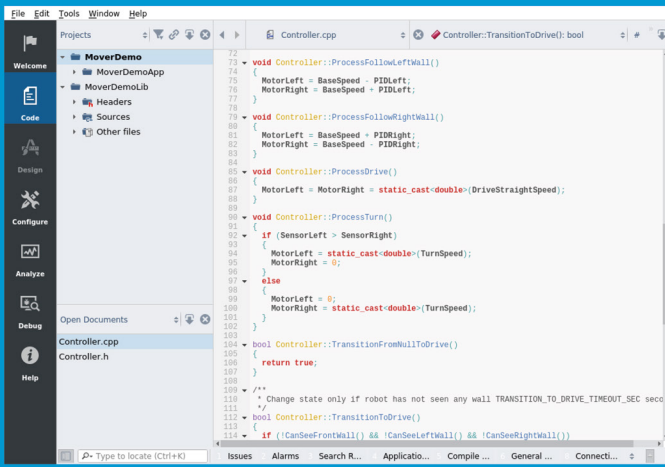 File Edit Tools Window Help
Projects
Controller.cpp
Controller::TransitionToDrive(): bool
#
Welcome
Code
Design
Configure
Analyze
Debug
Help
MoverDemo
MoverDemoApp
MoverDemoLib
Headers
Sources
Other files
Open Documents
Controller.cpp
Controller.h
72
73 void Controller::ProcessFollowLeftWall()
74 {
75 MotorLeft = BaseSpeed - PIDLeft;
76 MotorRight = BaseSpeed + PIDLeft;
77 }
78
79 void Controller::ProcessFollowRightWall()
80 {
81 MotorLeft = BaseSpeed + PIDRight;
82 MotorRight = BaseSpeed - PIDRight;
83 }
84
85 void Controller::ProcessDrive()
86 {
87 MotorLeft = MotorRight = static_cast<double>(DriveStraightSpeed);
88 }
89
90 void Controller::ProcessTurn()
91 {
92 if (SensorLeft > SensorRight)
93 {
94 MotorLeft = static_cast<double>(TurnSpeed);
95 MotorRight = 0;
96 }
97 else
98 {
99 MotorLeft = 0;
100 MotorRight = static_cast<double>(TurnSpeed);
101 }
102 }
103
104 bool Controller::TransitionFromNullToDrive()
105 {
106 return true;
107 }
108
109 /**
110 * Change state only if robot has not seen any wall TRANSITION_TO_DRIVE_TIMEOUT_SEC seco
111 */
112 bool Controller::TransitionToDrive()
113 {
114 if (!CanSeeFrontWall() && !CanSeeLeftWall() && !CanSeeRightWall())
Type to locate (Ctrl+K)
Issues Alarms Search R... Applicatio... Compile ... General ... Connecti...